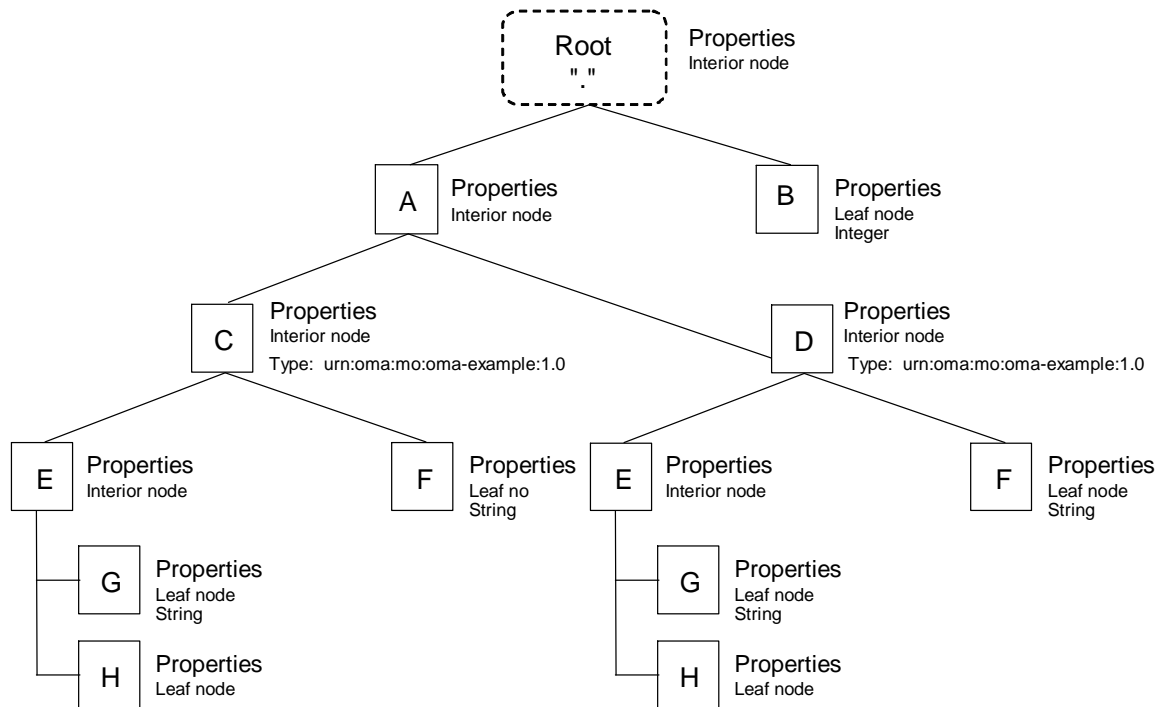 Root
"."
Properties
Interior node
A
Properties
Interior node
B
Properties
Leaf node
Integer
C
Properties
Interior node
Type: urn:oma:mo:oma-example:1.0
D
Properties
Interior node
Type: urn:oma:mo:oma-example:1.0
E
Properties
Interior node
F
Properties
Leaf no
String
E
Properties
Interior node
F
Properties
Leaf node
String
G
Properties
Leaf node
String
G
Properties
Leaf node
String
H
Properties
Leaf node
H
Properties
Leaf node